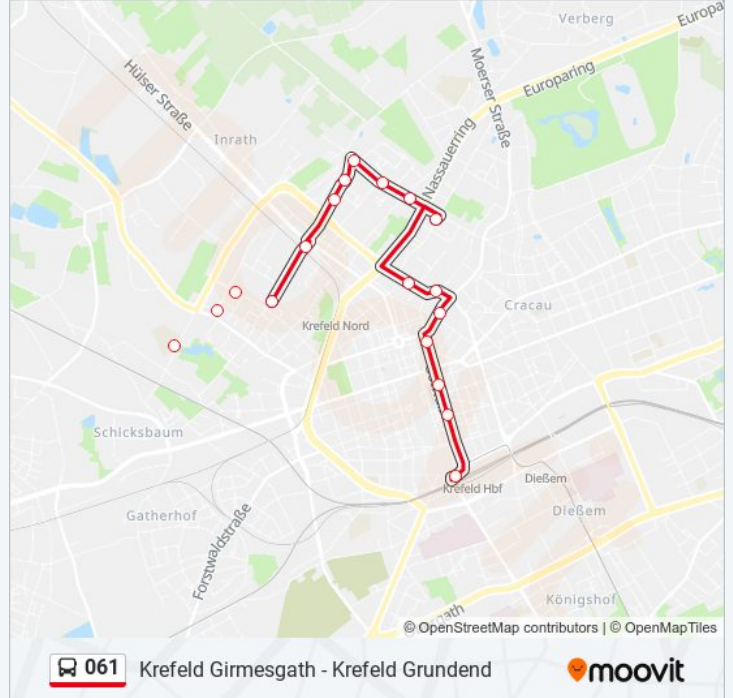 Verberg
Europa
Moerser Straße
Europaring
Hülser Straße
Inrath
Nassauerring
Cracau
Krefeld Nord
Schicksbaum
Krefeld Hbf
Dießem
Gatherhof
Dießem
Forstwaldstraße
Königshof
gath
© OpenStreetMap contributors | © OpenMapTiles
061 Krefeld Girmesgath - Krefeld Grundend
moovit